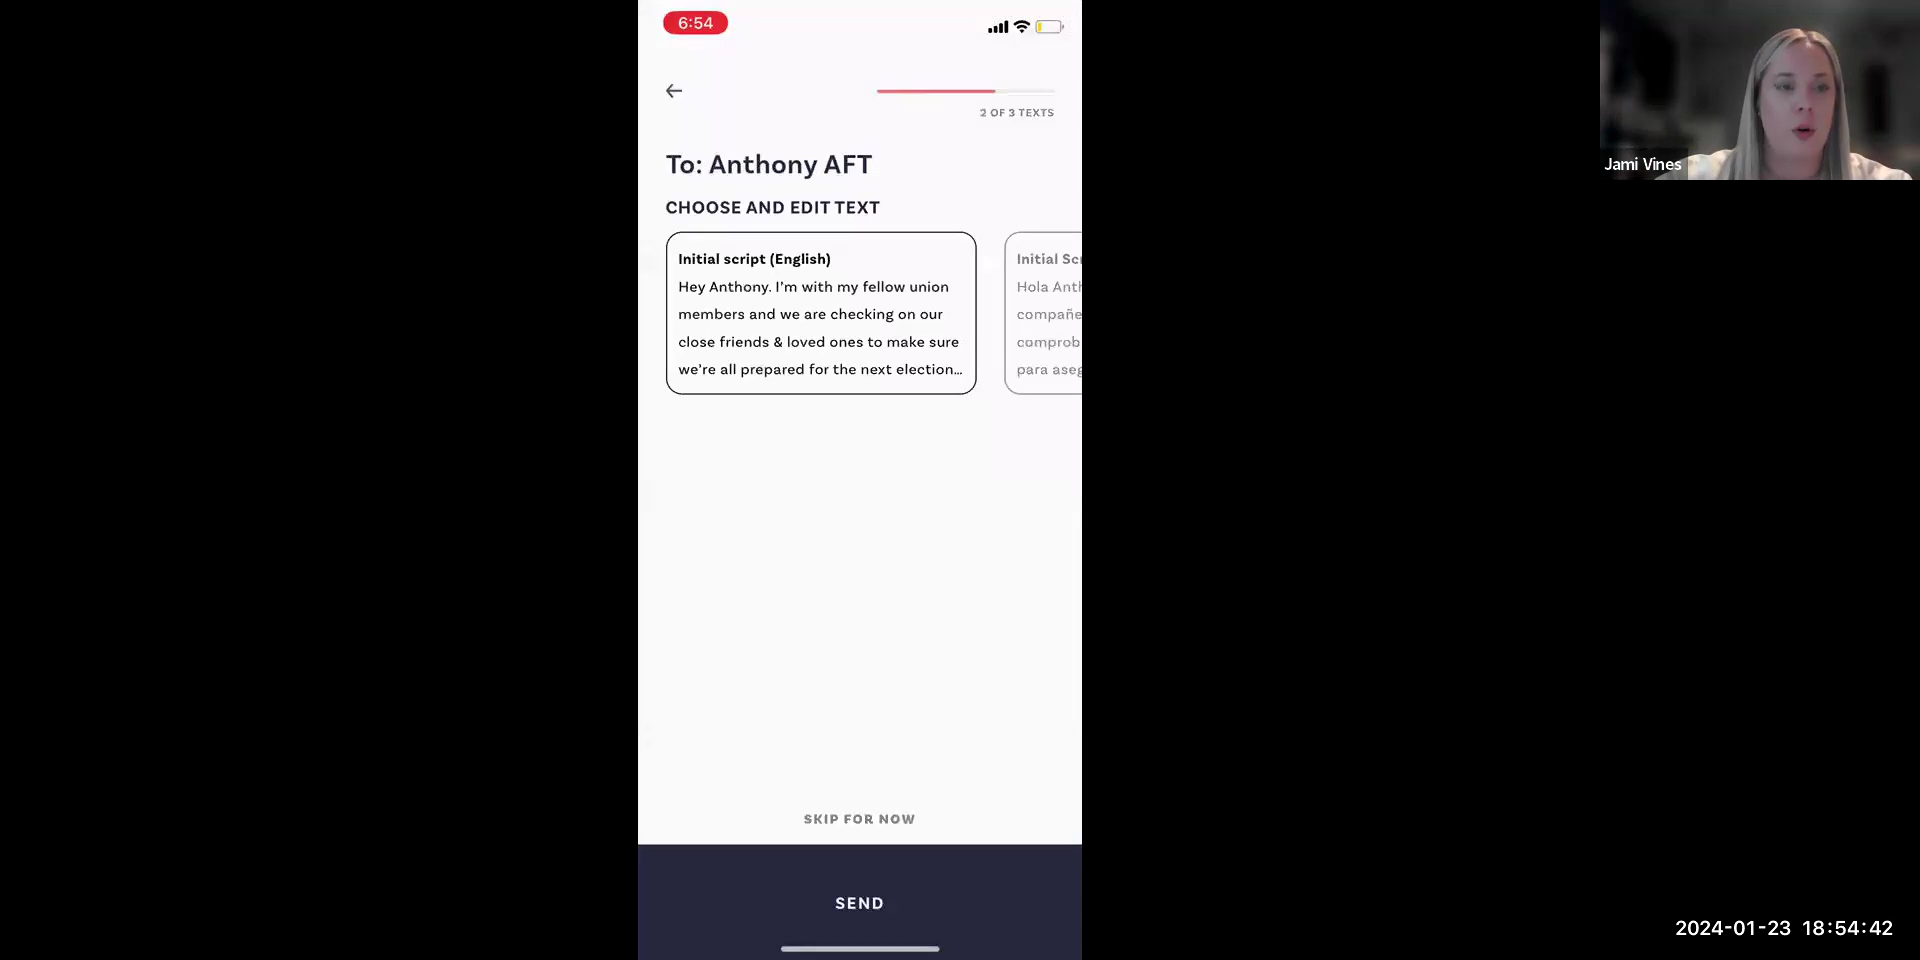 6:54
2 OF 3 TEXTS
To: Anthony AFT
CHOOSE AND EDIT TEXT
Initial script (English)
Hey Anthony. I'm with my fellow union
members and we are checking on our
close friends & loved ones to make sure
we're all prepared for the next election...
Initial Scr
Hola Anth
compañe
comprob
para aseg
SKIP FOR NOW
SEND
Jami Vines
2024-01-23 18:54:42